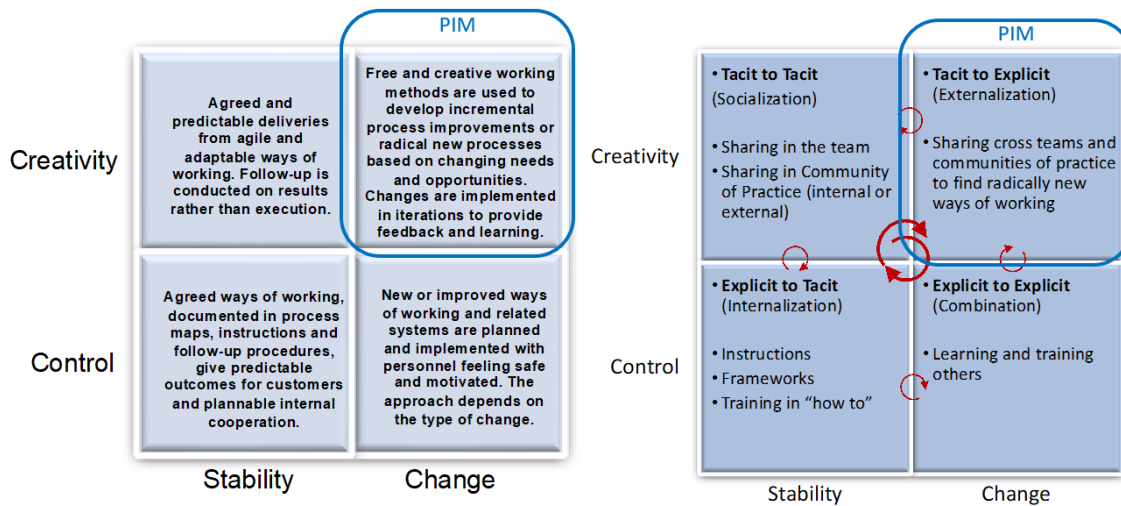 PIM
Creativity
Agreed and
predictable deliveries
from agile and
adaptable ways of
working. Follow-up is
conducted on results
rather than execution.
Free and creative working
methods are used to
develop incremental
process improvements or
radical new processes
based on changing needs
and opportunities.
Changes are implemented
in iterations to provide
feedback and learning.
Control
Agreed ways of working,
documented in process
maps, instructions and
follow-up procedures,
give predictable
outcomes for customers
and plannable internal
cooperation.
New or improved ways
of working and related
systems are planned
and implemented with
personnel feeling safe
and motivated. The
approach depends on
the type of change.
Stability
Change
PIM
Creativity
• Tacit to Tacit
(Socialization)
• Sharing in the team
• Sharing in Community
of Practice (internal or
external)
• Tacit to Explicit
(Externalization)
• Sharing cross teams and
communities of practice
to find radically new
ways of working
Control
• Explicit to Tacit
(Internalization)
• Instructions
• Frameworks
• Training in “how to”
• Explicit to Explicit
(Combination)
• Learning and training
others
Stability
Change